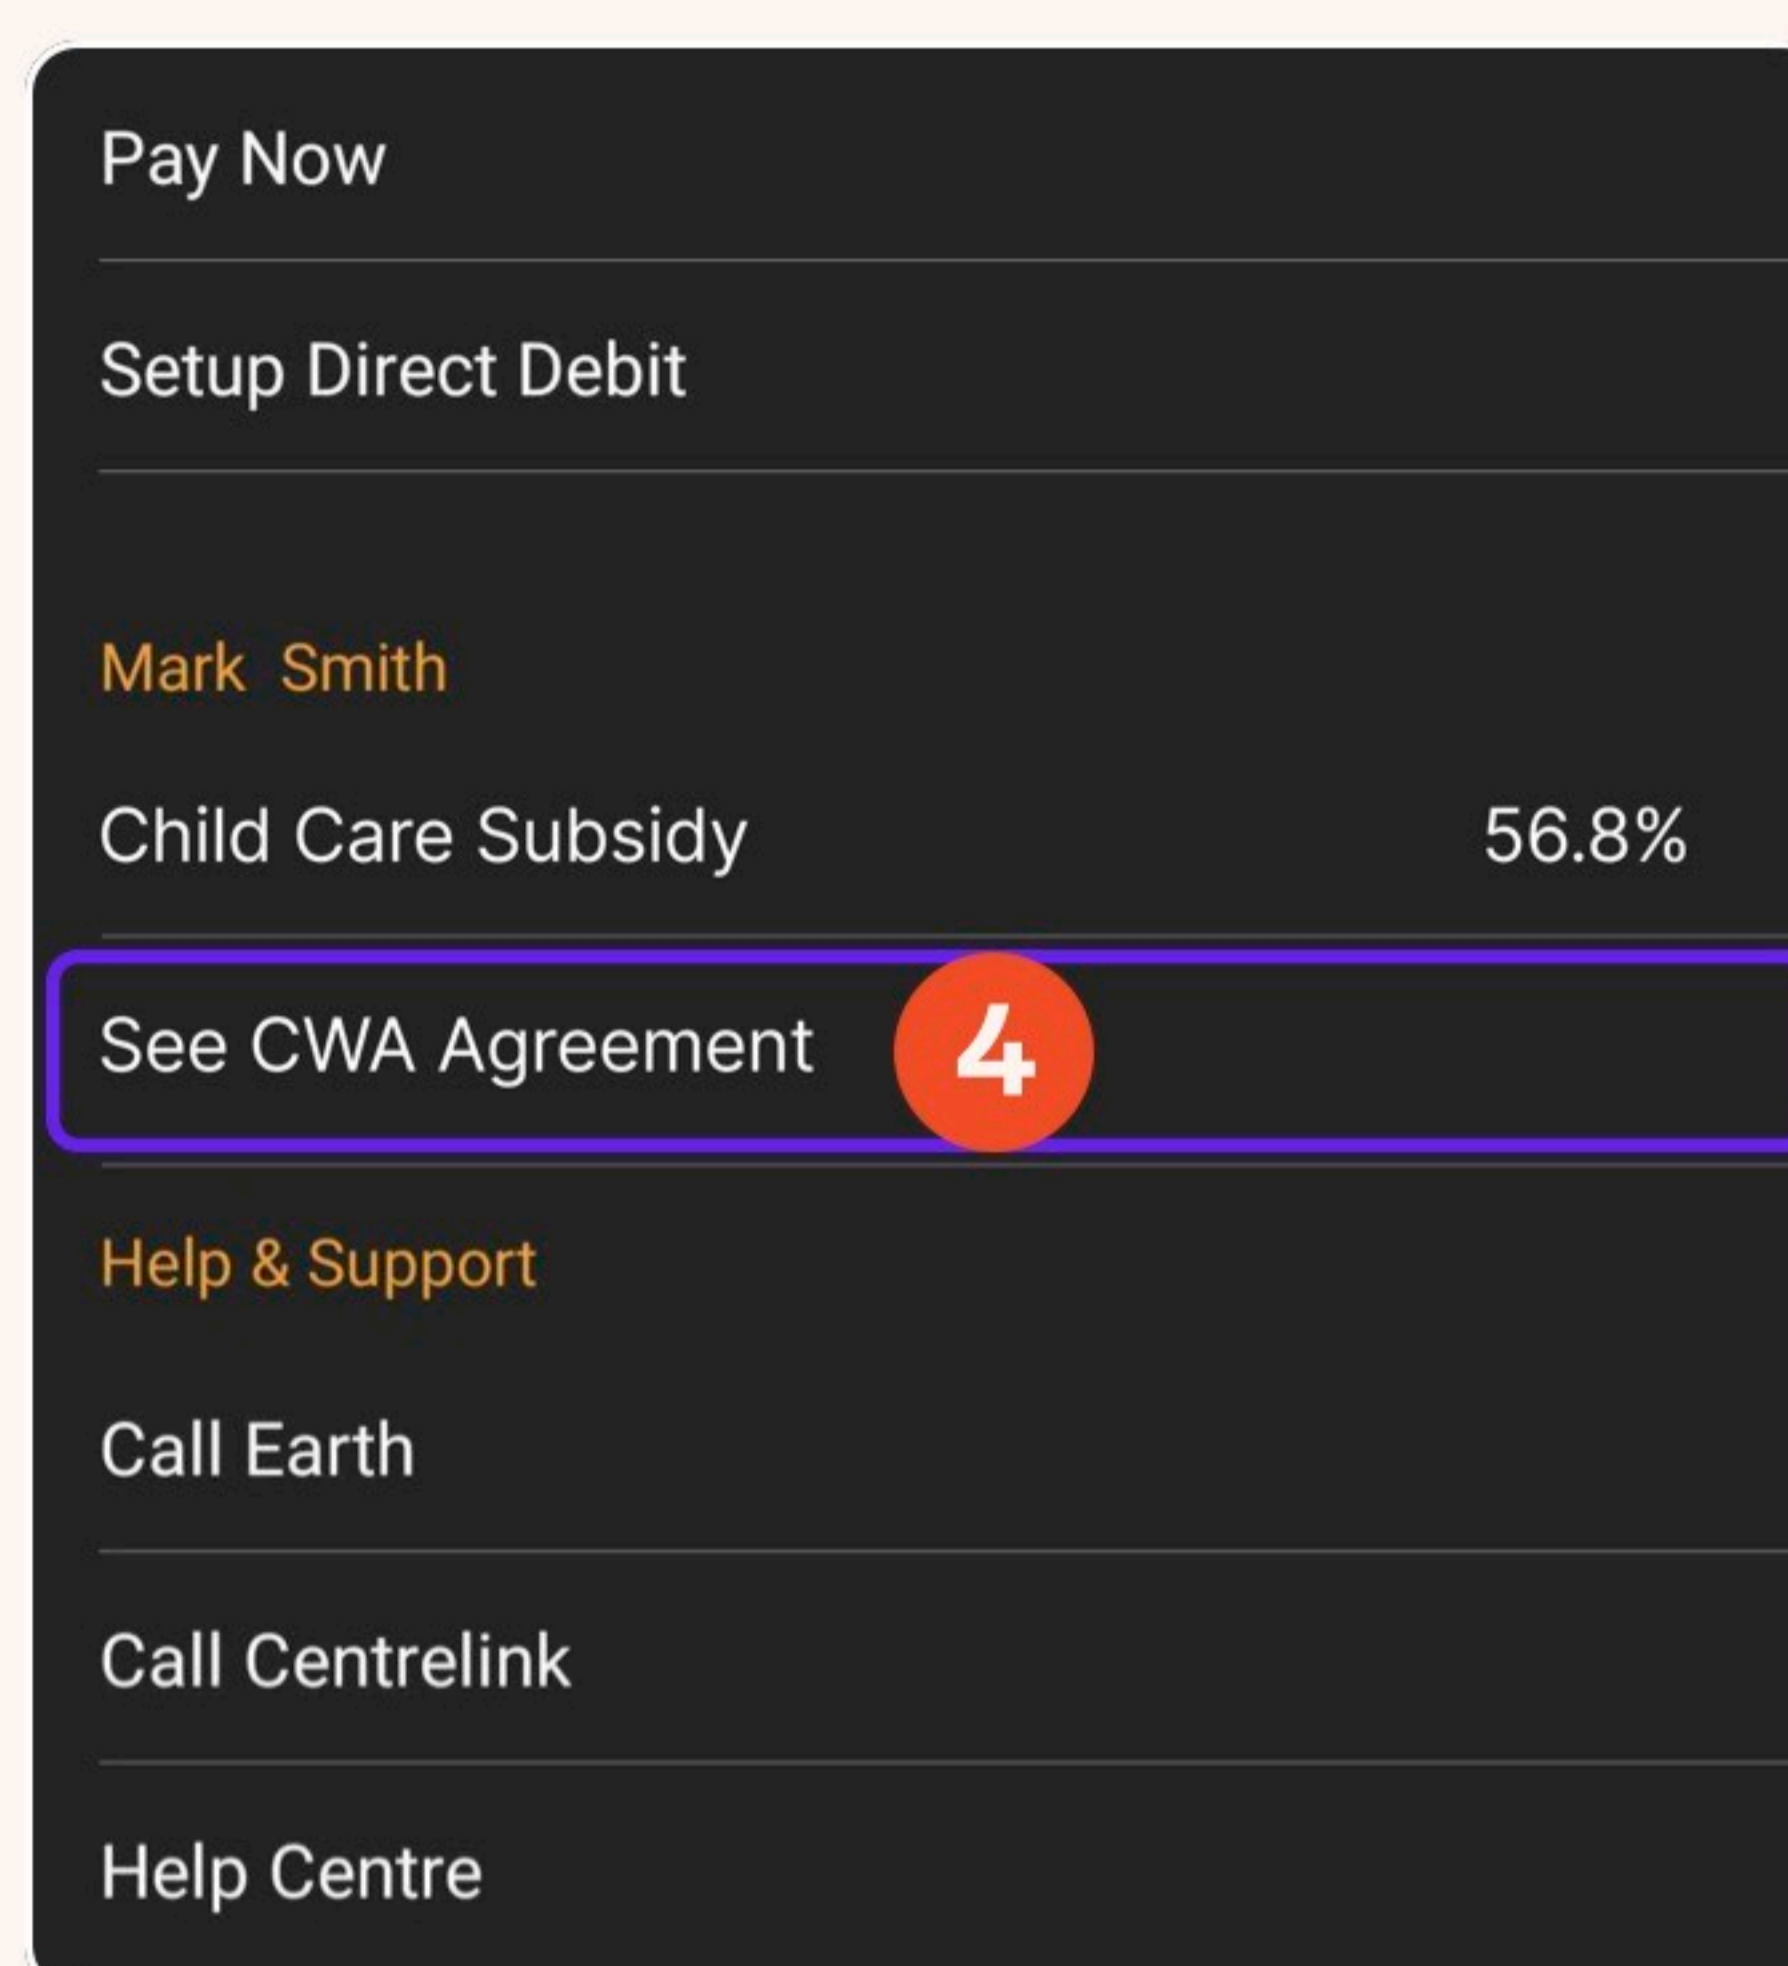 Pay Now
Setup Direct Debit
Mark  Smith
Child Care Subsidy 56.8%
See CWA Agreement 4
Help & Support
Call Earth
Call Centrelink
Help Centre